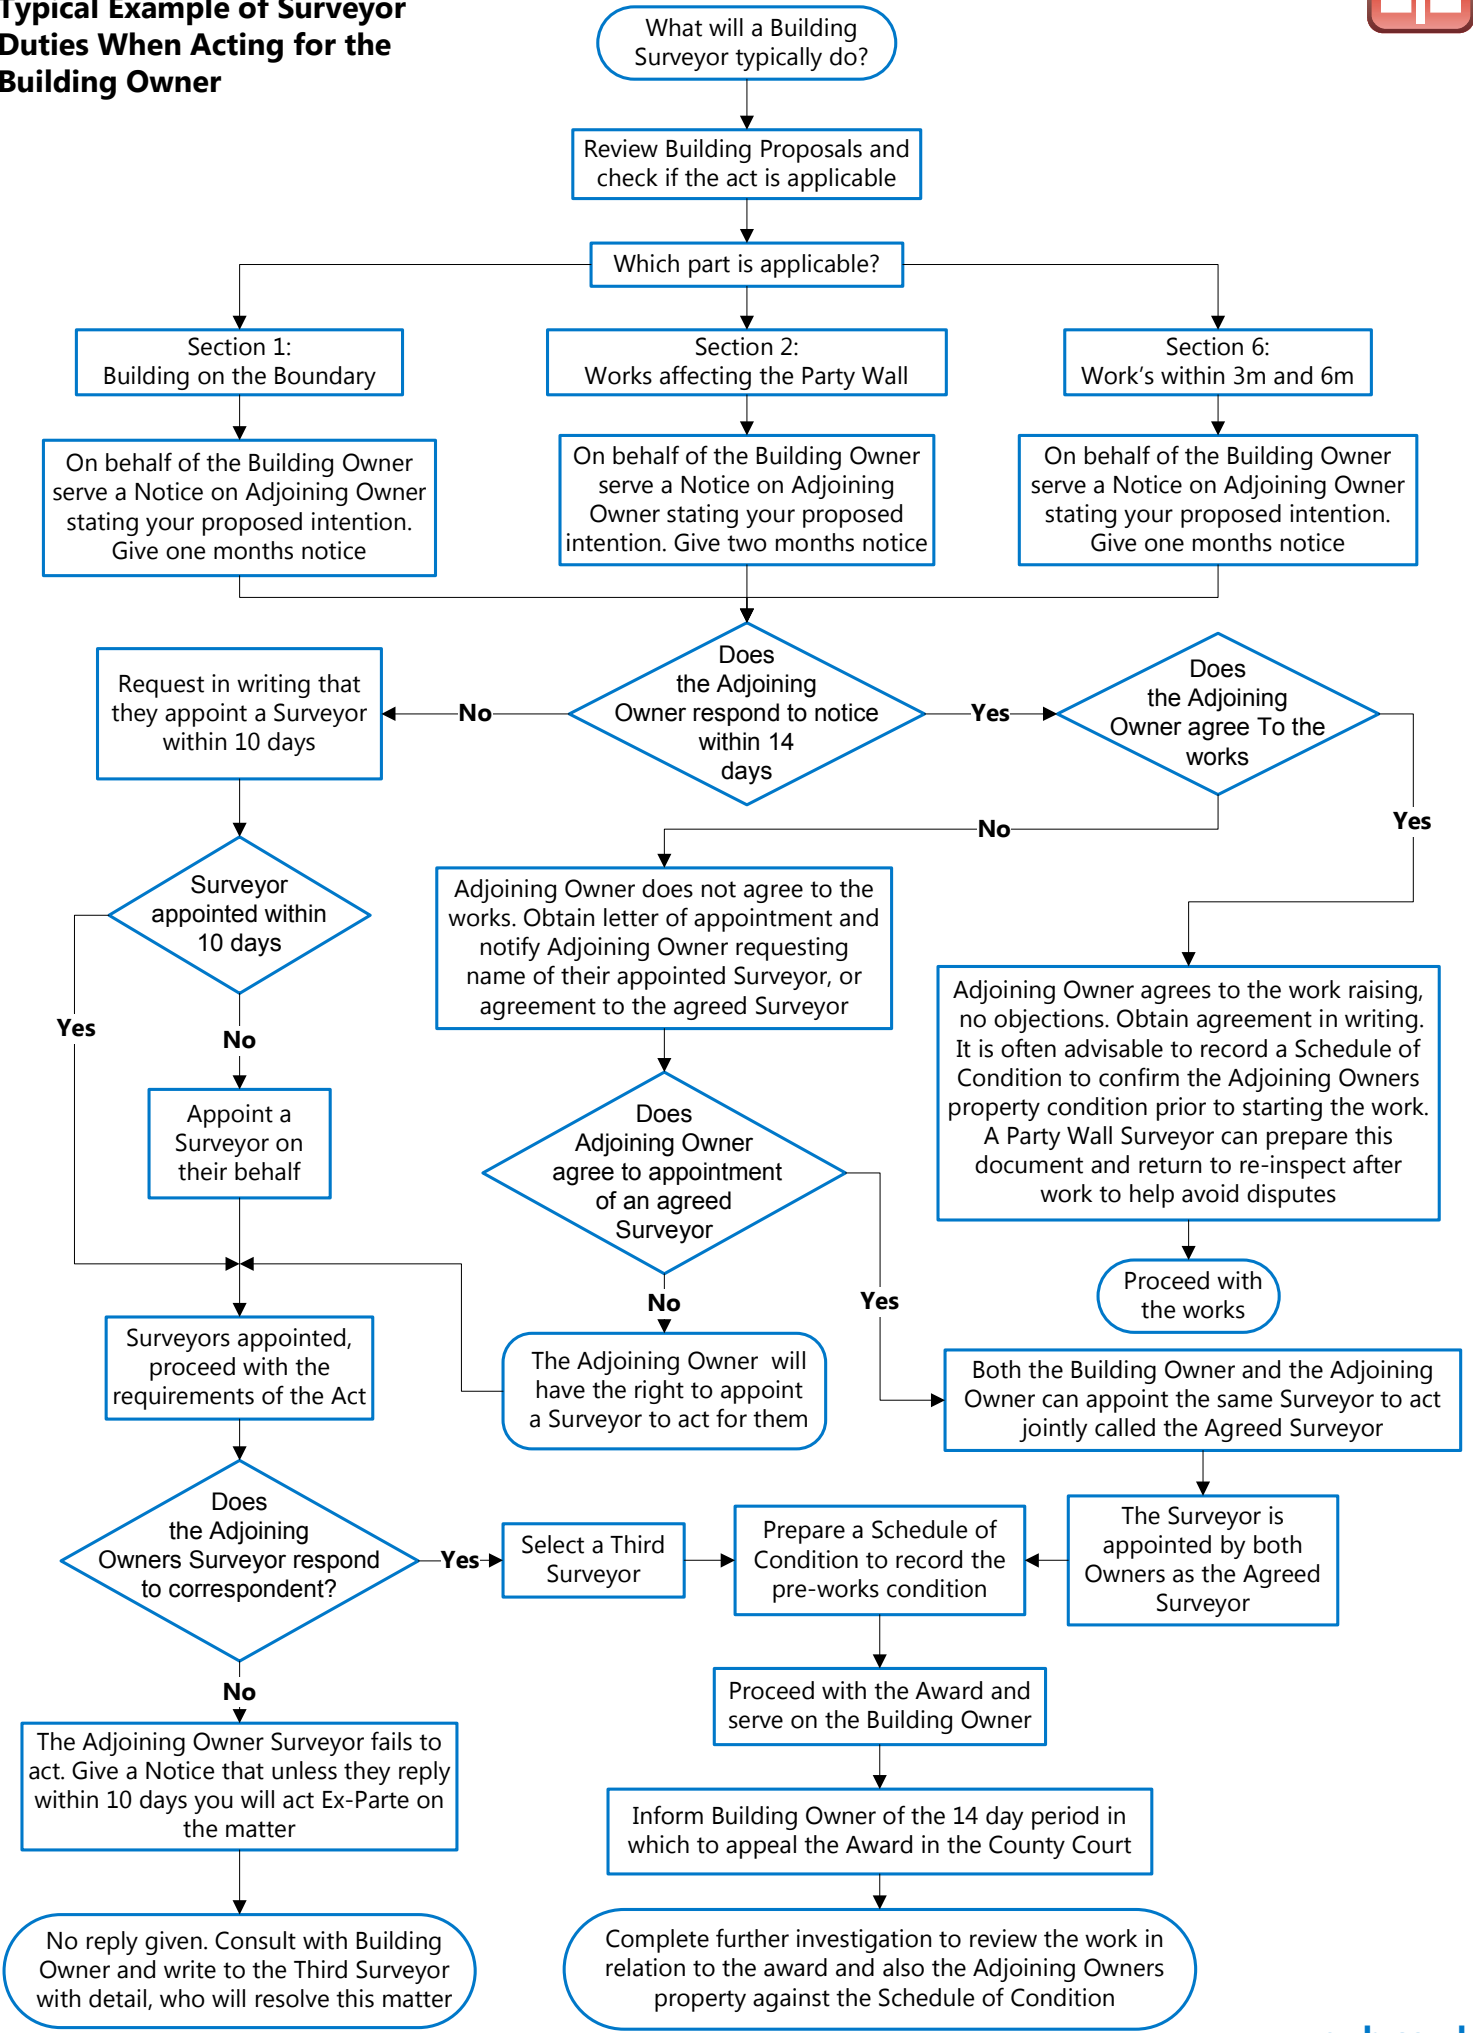 Typical Example of Surveyor
Duties When Acting for the
Building Owner
What will a Building
Surveyor typically do?
Review Building Proposals and
check if the act is applicable
Which part is applicable?
Section 1:
Building on the Boundary
Section 2:
Works affecting the Party Wall
Section 6:
Work's within 3m and 6m
On behalf of the Building Owner
serve a Notice on Adjoining Owner
stating your proposed intention.
Give one months notice
On behalf of the Building Owner
serve a Notice on Adjoining
Owner stating your proposed
intention. Give two months notice
On behalf of the Building Owner
serve a Notice on Adjoining Owner
stating your proposed intention.
Give one months notice
Request in writing that
they appoint a Surveyor
within 10 days
No
Does
the Adjoining
Owner respond to notice
within 14
days
Yes
Does
the Adjoining
Owner agree To the
works
No
Yes
Surveyor
appointed within
10 days
Yes
No
Adjoining Owner does not agree to the
works. Obtain letter of appointment and
notify Adjoining Owner requesting
name of their appointed Surveyor, or
agreement to the agreed Surveyor
Adjoining Owner agrees to the work raising,
no objections. Obtain agreement in writing.
It is often advisable to record a Schedule of
Condition to confirm the Adjoining Owners
property condition prior to starting the work.
A Party Wall Surveyor can prepare this
document and return to re-inspect after
work to help avoid disputes
Appoint a
Surveyor on
their behalf
Does
Adjoining Owner
agree to appointment
of an agreed
Surveyor
No
Yes
Proceed with
the works
Surveyors appointed,
proceed with the
requirements of the Act
The Adjoining Owner will
have the right to appoint
a Surveyor to act for them
Both the Building Owner and the Adjoining
Owner can appoint the same Surveyor to act
jointly called the Agreed Surveyor
Does
the Adjoining
Owners Surveyor respond
to correspondent?
Yes
Select a Third
Surveyor
Prepare a Schedule of
Condition to record the
pre-works condition
The Surveyor is
appointed by both
Owners as the Agreed
Surveyor
No
Proceed with the Award and
serve on the Building Owner
The Adjoining Owner Surveyor fails to
act. Give a Notice that unless they reply
within 10 days you will act Ex-Parte on
the matter
Inform Building Owner of the 14 day period in
which to appeal the Award in the County Court
No reply given. Consult with Building
Owner and write to the Third Surveyor
with detail, who will resolve this matter
Complete further investigation to review the work in
relation to the award and also the Adjoining Owners
property against the Schedule of Condition